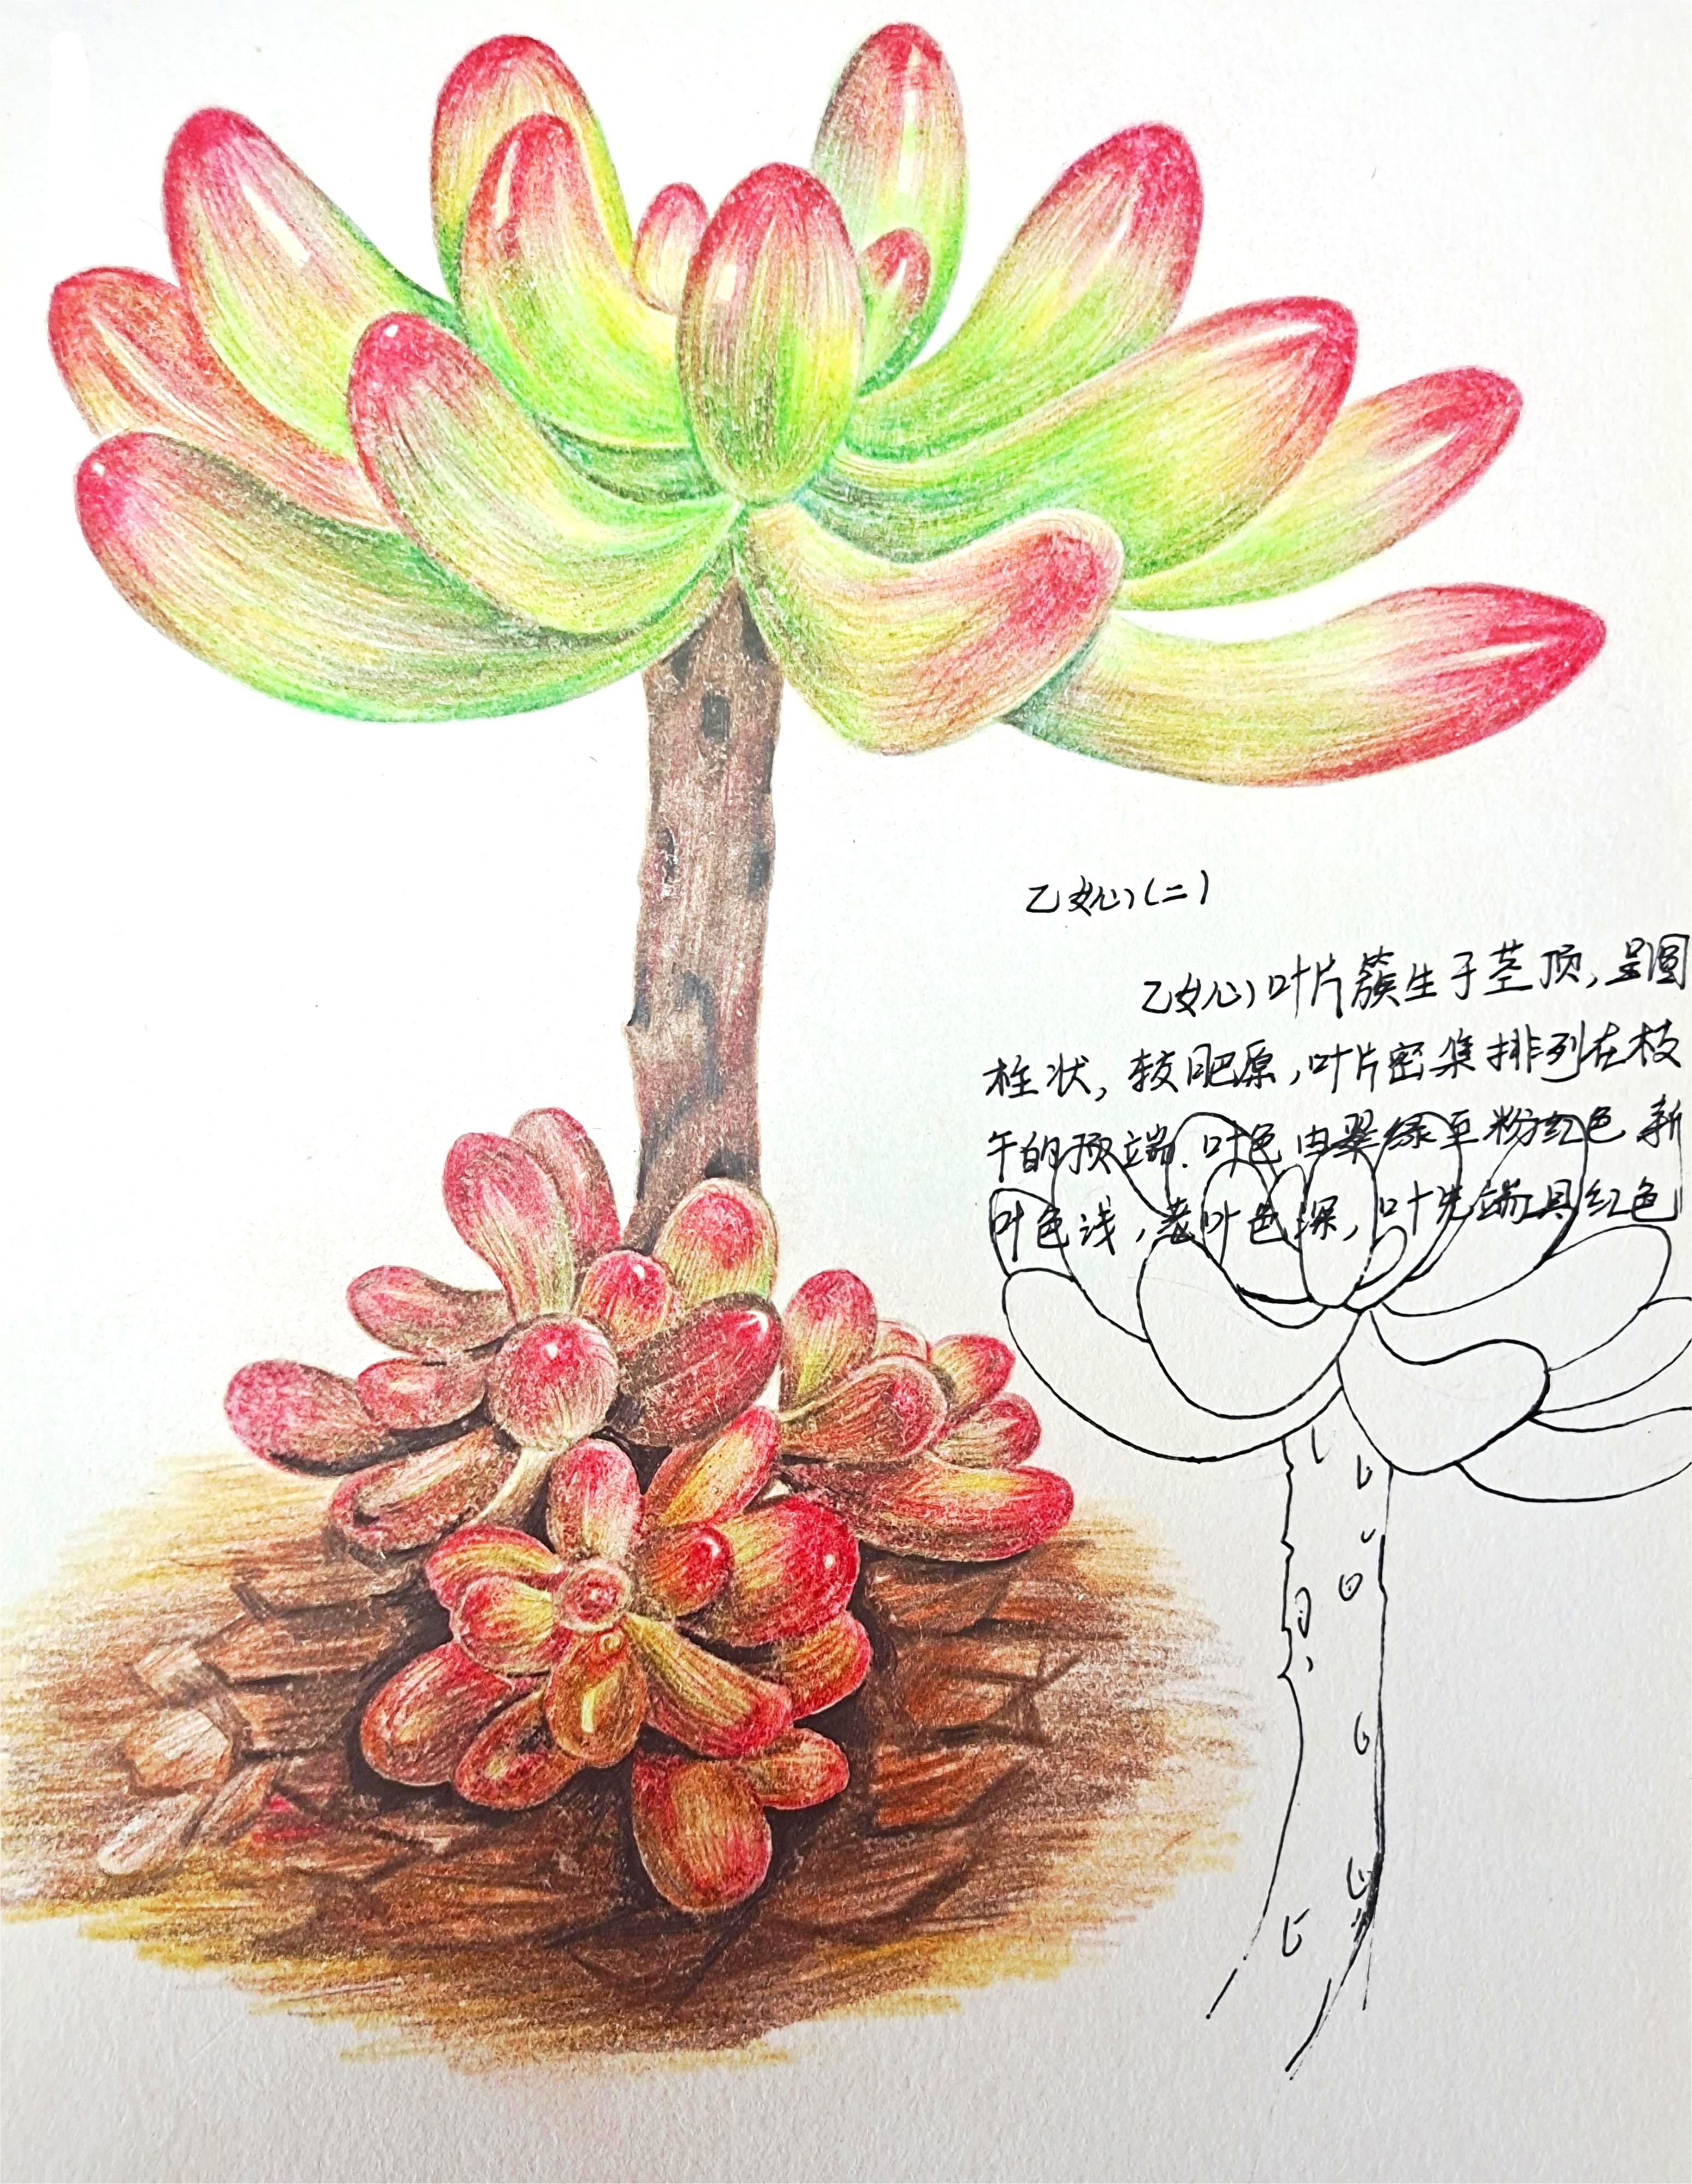 乙女心(二)
乙女心叶片簇生于茎顶,呈圆
柱状,较肥厚,叶片密集排列在枝
午的顶端.叶色由翠绿至粉红色新
叶色浅,老叶色深,叶先端具红色